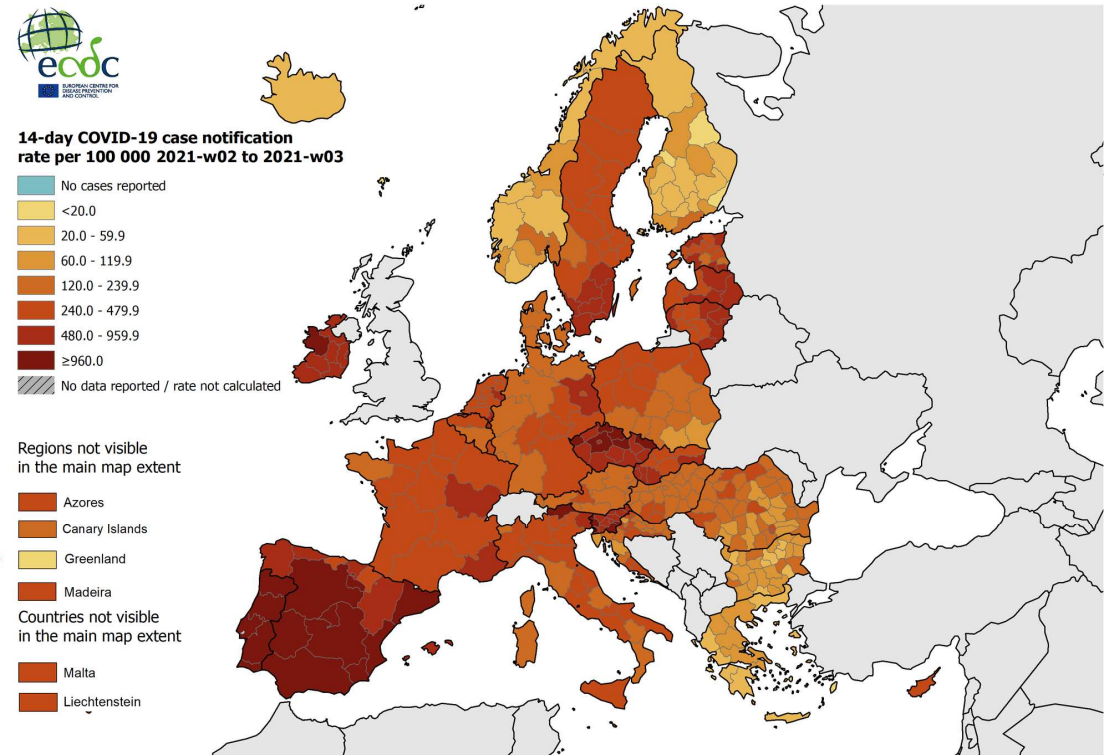 ecdc
EUROPEAN CENTRE FOR
DISEASE PREVENTION
AND CONTROL
14-day COVID-19 case notification
rate per 100 000 2021-w02 to 2021-w03
No cases reported
<20.0
20.0 - 59.9
60.0 - 119.9
120.0 - 239.9
240.0 - 479.9
480.0 - 959.9
≥960.0
No data reported / rate not calculated
Regions not visible
in the main map extent
Azores
Canary Islands
Greenland
Madeira
Countries not visible
in the main map extent
Malta
Liechtenstein